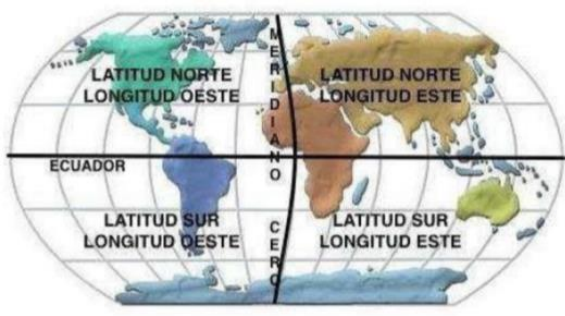 LATITUD NORTE
LONGITUD OESTE
LATITUD NORTE
LONGITUD ESTE
MERIDIANO CERO
ECUADOR
LATITUD SUR
LONGITUD OESTE
LATITUD SUR
LONGITUD ESTE